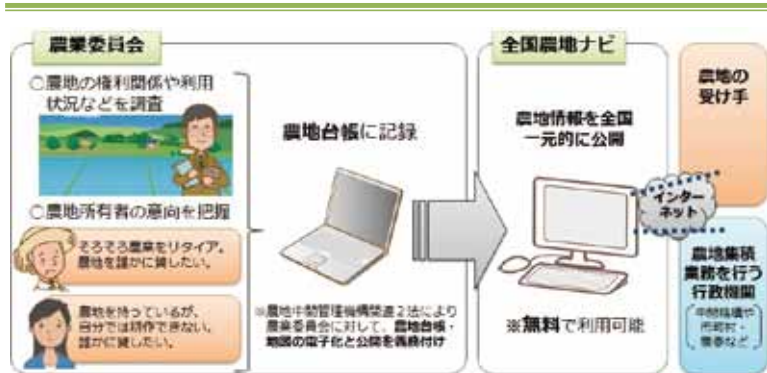 農業委員会
○農地の権利関係や利用
状況などを調査
○農地所有者の意向を把握
そろそろ農業をリタイア。
農地を誰かに貸したい。
農地を持っているが、
自分では耕作できない。
誰かに貸したい。
農地台帳に記録
※農地中間管理機構関連2法により
農業委員会に対して、農地台帳・
地図の電子化と公開を義務付け
全国農地ナビ
農地情報を全国
一元的に公開
※無料で利用可能
インター
ネット
農地の
受け手
農地集積
業務を行う
行政機関
中間機構や
市町村・
農委など